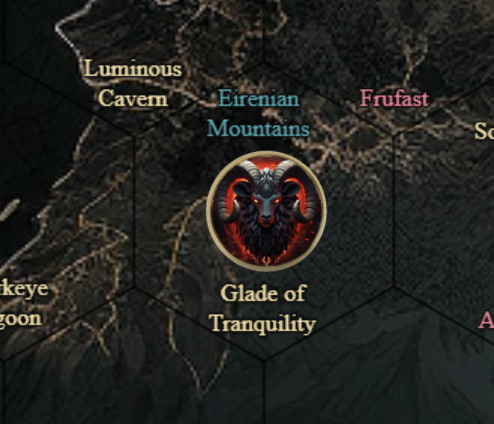 Luminous
Cavern
Eirenian
Mountains
Frufast
Glade of
Tranquility